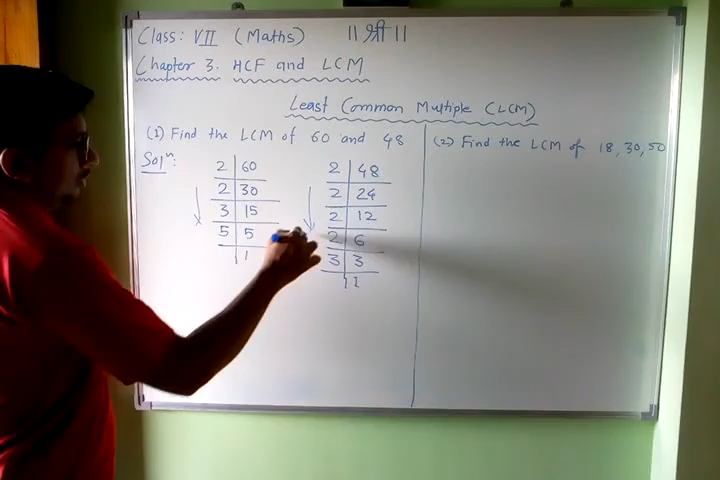 Class: VII (Maths) || श्री ||
Chapter 3. HCF and LCM
Least Common Multiple (LCM)
(1) Find the LCM of 60 and 48
(2) Find the LCM of 18, 30, 50
Solⁿ:
2 | 60
2 | 30
3 | 15
5 | 5
| 1
2 | 48
2 | 24
2 | 12
2 | 6
3 | 3
| 1